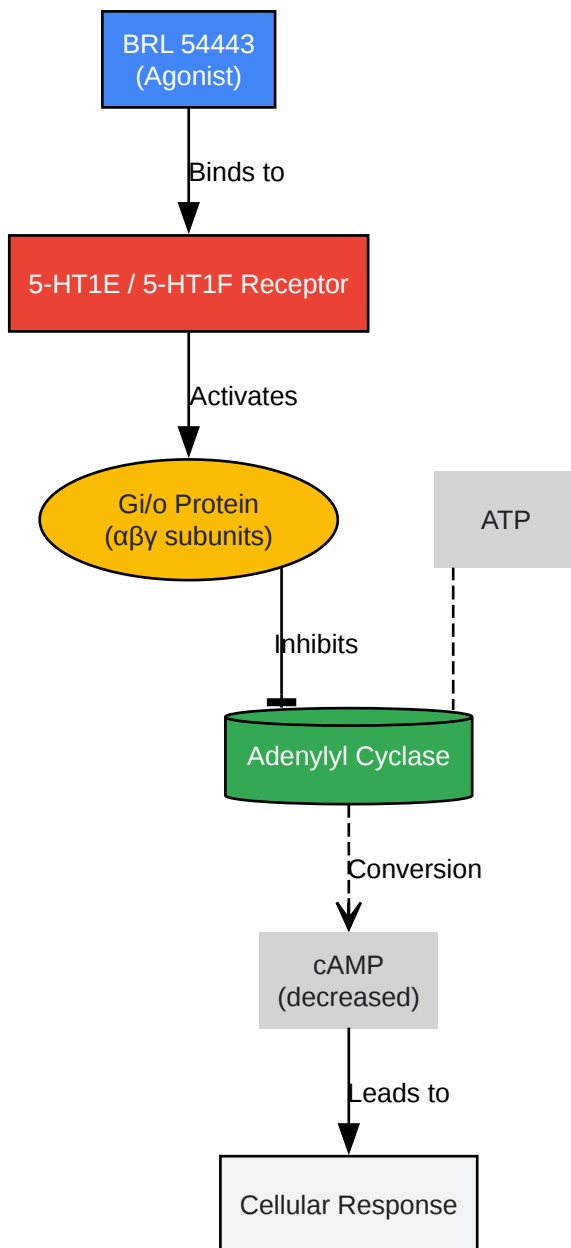 BRL 54443
(Agonist)
Binds to
5-HT1E / 5-HT1F Receptor
Activates
Gi/o Protein
(αβγ subunits)
ATP
Inhibits
Adenylyl Cyclase
Conversion
cAMP
(decreased)
Leads to
Cellular Response